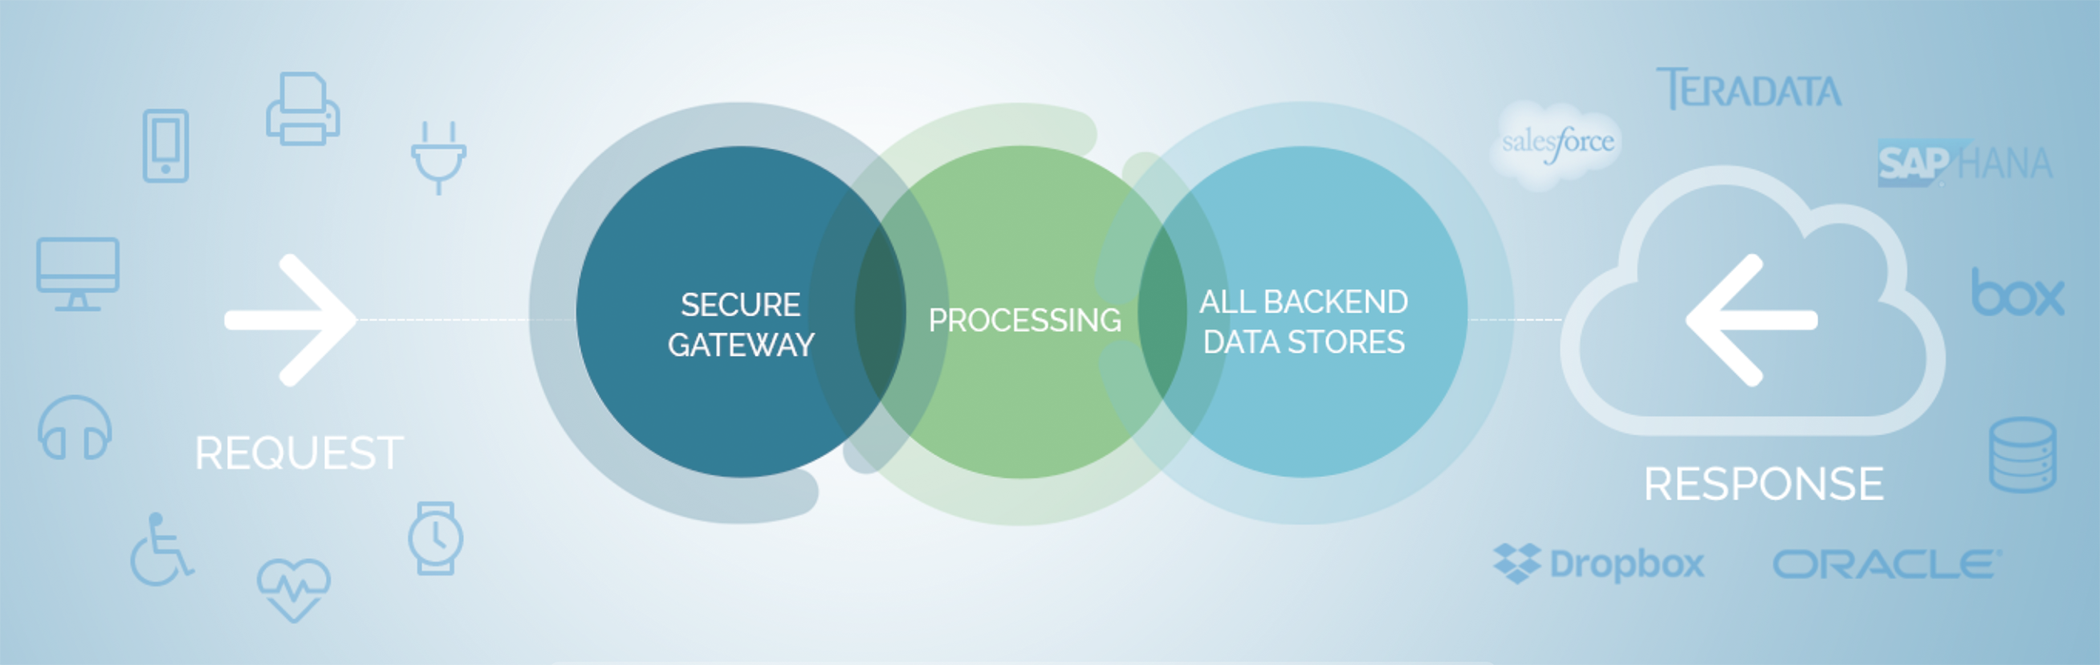 REQUEST
SECURE
GATEWAY
PROCESSING
ALL BACKEND
DATA STORES
salesforce
TERADATA
SAP HANA
box
RESPONSE
Dropbox
ORACLE